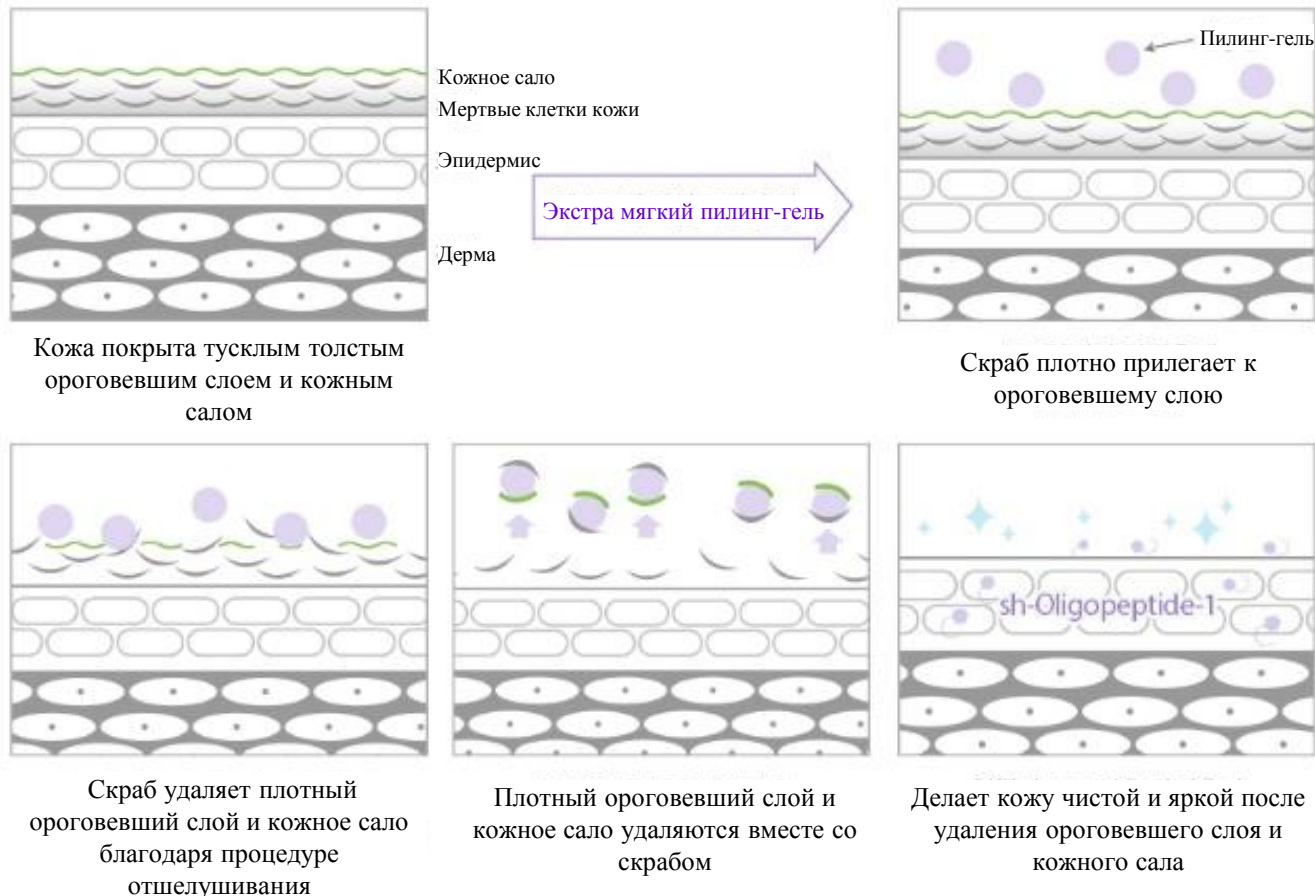 Кожное сало
Мертвые клетки кожи
Эпидермис
Дерма
Экстра мягкий пилинг-гель
Пилинг-гель
Кожа покрыта тусклым толстым
ороговевшим слоем и кожным
салом
Скраб плотно прилегает к
ороговевшему слою
Скраб удаляет плотный
ороговевший слой и кожное сало
благодаря процедуре
отшелушивания
Плотный ороговевший слой и
кожное сало удаляются вместе со
скрабом
sh-Oligopeptide-1
Делает кожу чистой и яркой после
удаления ороговевшего слоя и
кожного сала